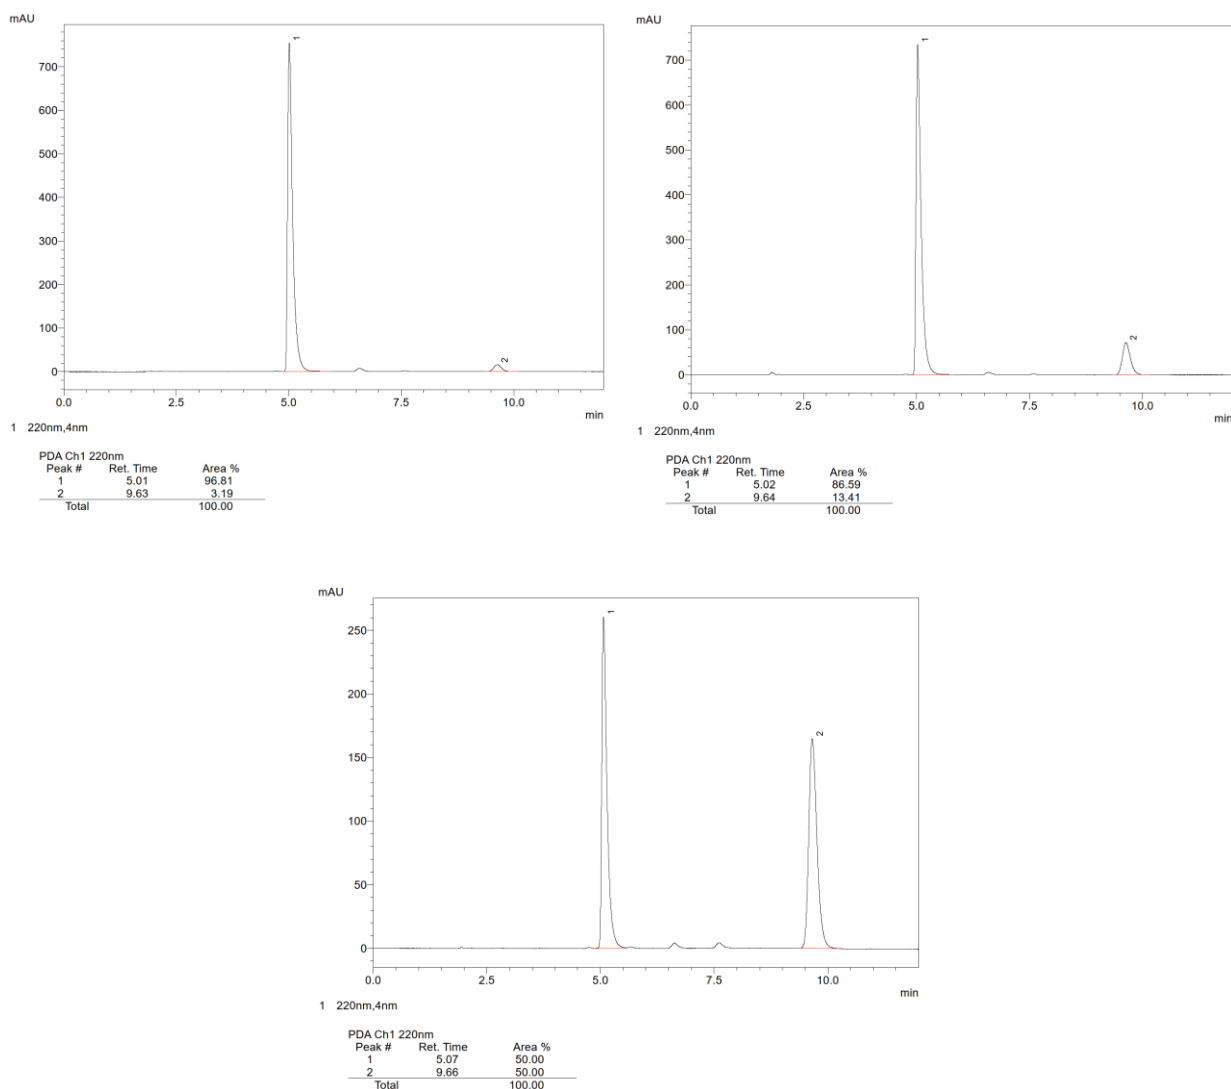 mAU
1
700
600
500
400
300
200
100
0
2
0.0 2.5 5.0 7.5 10.0
min
1 220nm,4nm
PDA Ch1 220nm
Peak # Ret. Time Area %
1 5.01 96.81
2 9.63 3.19
Total 100.00
mAU
1
700
600
500
400
300
200
100
0
2
0.0 2.5 5.0 7.5 10.0
min
1 220nm,4nm
PDA Ch1 220nm
Peak # Ret. Time Area %
1 5.02 86.59
2 9.64 13.41
Total 100.00
mAU
1
250
200
150
100
50
0
2
0.0 2.5 5.0 7.5 10.0
min
1 220nm,4nm
PDA Ch1 220nm
Peak # Ret. Time Area %
1 5.07 50.00
2 9.66 50.00
Total 100.00